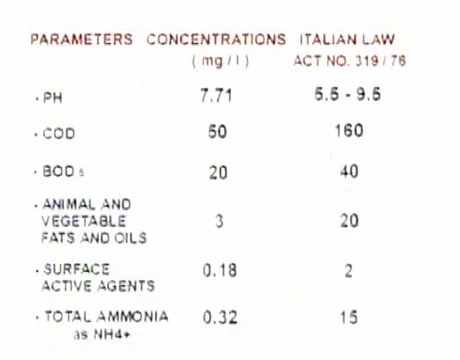 PARAMETERS CONCENTRATIONS ITALIAN LAW
( mg / l ) ACT NO. 319 / 76
• PH 7.71 5.5 - 9.5
• COD 50 160
• BOD 5 20 40
• ANIMAL AND
VEGETABLE 3 20
FATS AND OILS
• SURFACE 0.18 2
ACTIVE AGENTS
• TOTAL AMMONIA 0.32 15
as NH4+